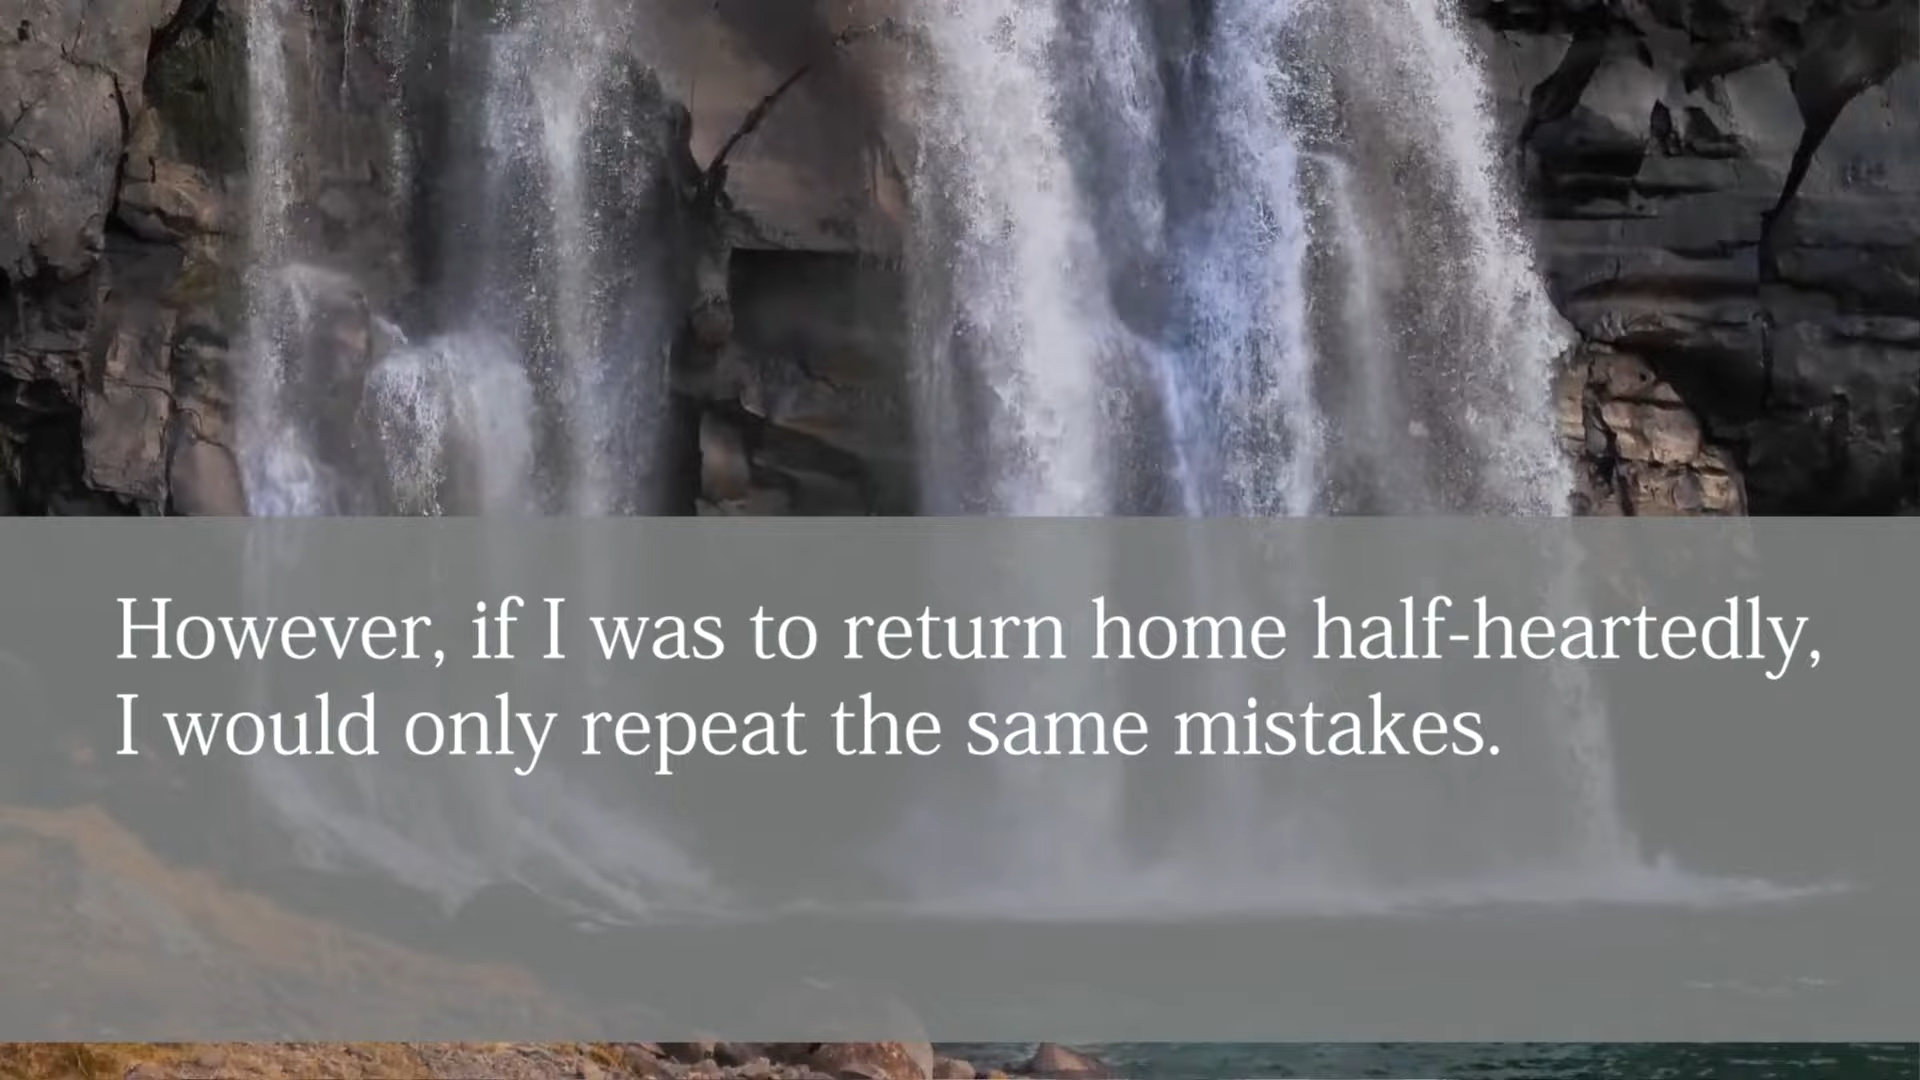 However, if I was to return home half-heartedly,
I would only repeat the same mistakes.